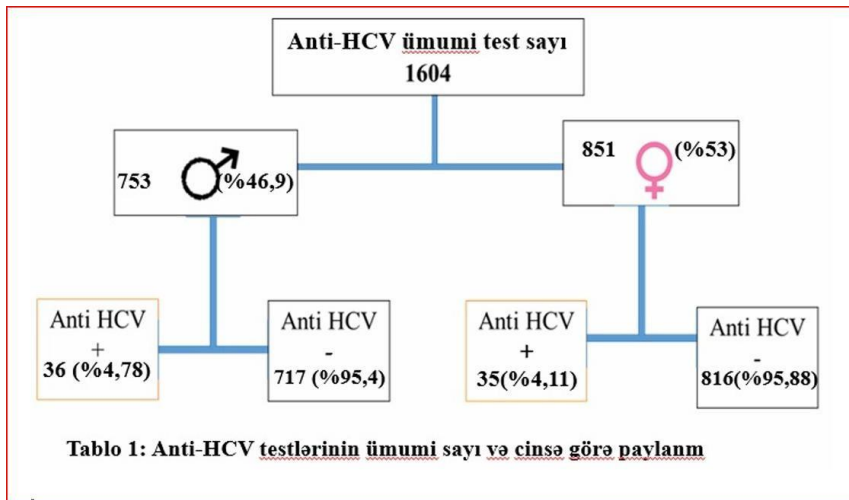 Anti-HCV ümumi test sayı
1604
753 (%46,9)
851 (%53)
Anti HCV
+
36 (%4,78)
Anti HCV
-
717 (%95,4)
Anti HCV
+
35(%4,11)
Anti HCV
-
816(%95,88)
Tablo 1: Anti-HCV testlərinin ümumi sayı və cinsə görə paylanm